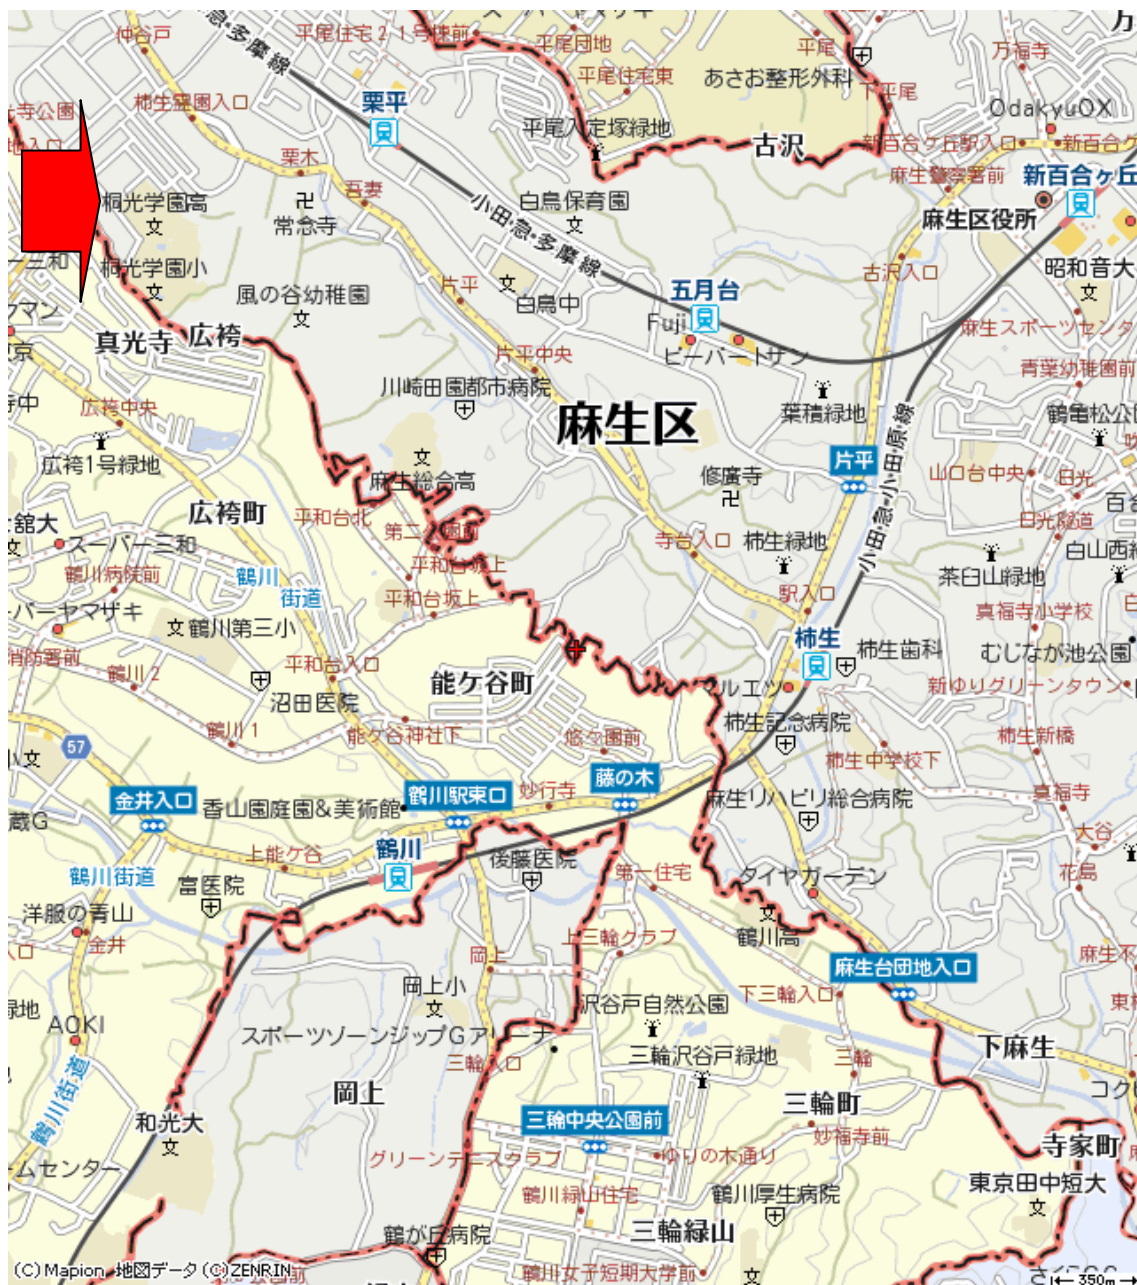 仲谷戸
平尾住宅21号棟前
平尾団地
平尾
万福寺
平尾住宅東
あさお整形外科
下平尾
柿生霊園入口
栗平
平尾入定塚緑地
OdakyuOX
古沢
新百合ヶ丘駅入口
栗木
吾妻
麻生警察署前
新百合ヶ丘
桐光学園高
常念寺
白鳥保育園
小田・急・多摩線
麻生区役所
昭和音大
古沢入口
桐光学園小
風の谷幼稚園
片平
白鳥中
五月台
Fuji
ビーバートザン
麻生スポーツセンタ
真光寺
広袴
片平中央
青葉幼稚園前
川崎田園都市病院
葉積緑地
鶴亀松公
広袴中央
麻生区
広袴1号緑地
麻生総合高
片平
修廣寺
山口台中央
日光
広袴町
平和台北
第二公園前
寺台入口
柿生緑地
小田・急・小田・原・線
日光隧道
白山西緑
スーパー三和
鶴川病院前
鶴川
街道
平和台坂上
茶臼山緑地
平和台坂上
駅入口
真福寺小学校
鶴川第三小
柿生
柿生歯科
むじなが池公園
消防署前
鶴川2
平和台入口
能ケ谷町
マルエツ
新ゆりグリーンタウン
沼田医院
鶴川1
能ケ谷神社下
悠々園前
柿生記念病院
柿生中学校下
柿生新橋
57
藤の木
金井入口
香山園庭園&美術館
鶴川駅東口
妙行寺
麻生リハビリ総合病院
真福寺
大谷
上能ケ谷
鶴川
後藤医院
第一住宅
タイヤガーデン
花島
鶴川街道
富医院
洋服の青山
金井
上三輪クラブ
鶴川高
岡上
麻生台団地入口
岡上小
沢谷戸自然公園
下三輪入口
AOKI
スポーツゾーンジップGアリーナ
三輪入口
三輪沢谷戸緑地
三輪
下麻生
鶴川街道
岡上
三輪町
和光大
三輪中央公園前
妙福寺前
寺家町
グリーンテニスクラブ
ゆりの木通り
ームセンター
鶴川緑山住宅
鶴川厚生病院
東京田中短大
鶴が丘病院
三輪緑山
(C) Mapion 地図データ (C)ZENRIN
鶴川女子短期大学前
350m